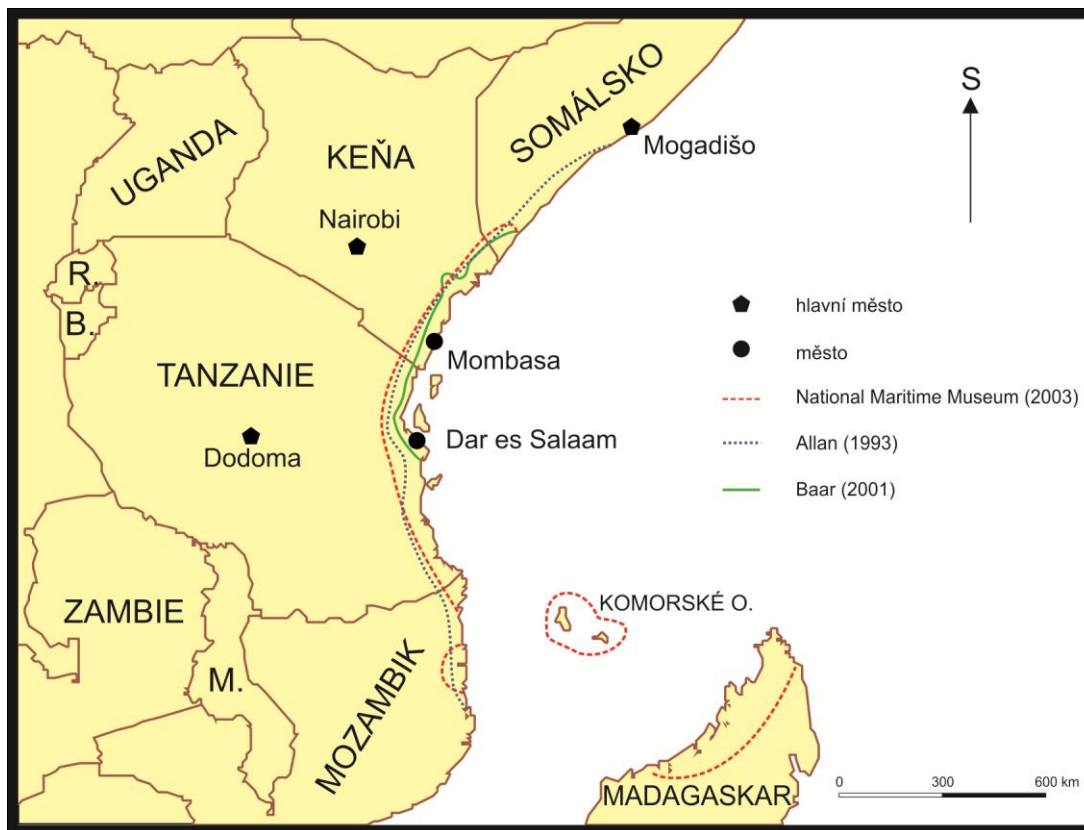 SOMÁLSKO
S
Mogadišo
UGANDA
KEŇA
Nairobi
R.
B.
hlavní město
město
Mombasa
TANZANIE
National Maritime Museum (2003)
Dar es Salaam
Allan (1993)
Dodoma
Baar (2001)
ZAMBIE
KOMORSKÉ O.
M.
MOZAMBIK
MADAGASKAR
0 300 600 km